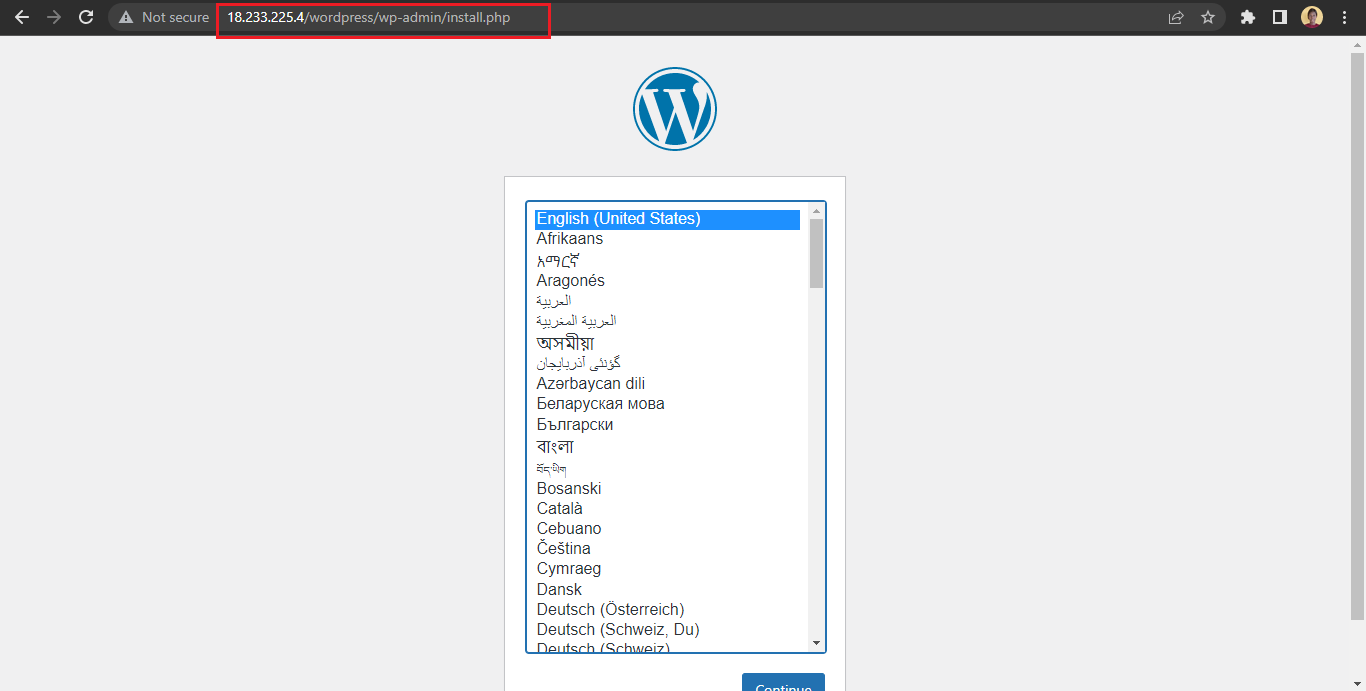 Not secure 18.233.225.4/wordpress/wp-admin/install.php
English (United States)
Afrikaans
አማርኛ
Aragonés
العربية
العربية المغربية
অসমীয়া
گؤنئی آذربایجان
Azərbaycan dili
Беларуская мова
Български
বাংলা
བོད་ཡིག
Bosanski
Català
Cebuano
Čeština
Cymraeg
Dansk
Deutsch (Österreich)
Deutsch (Schweiz, Du)
Deutsch (Schweiz)
Continue